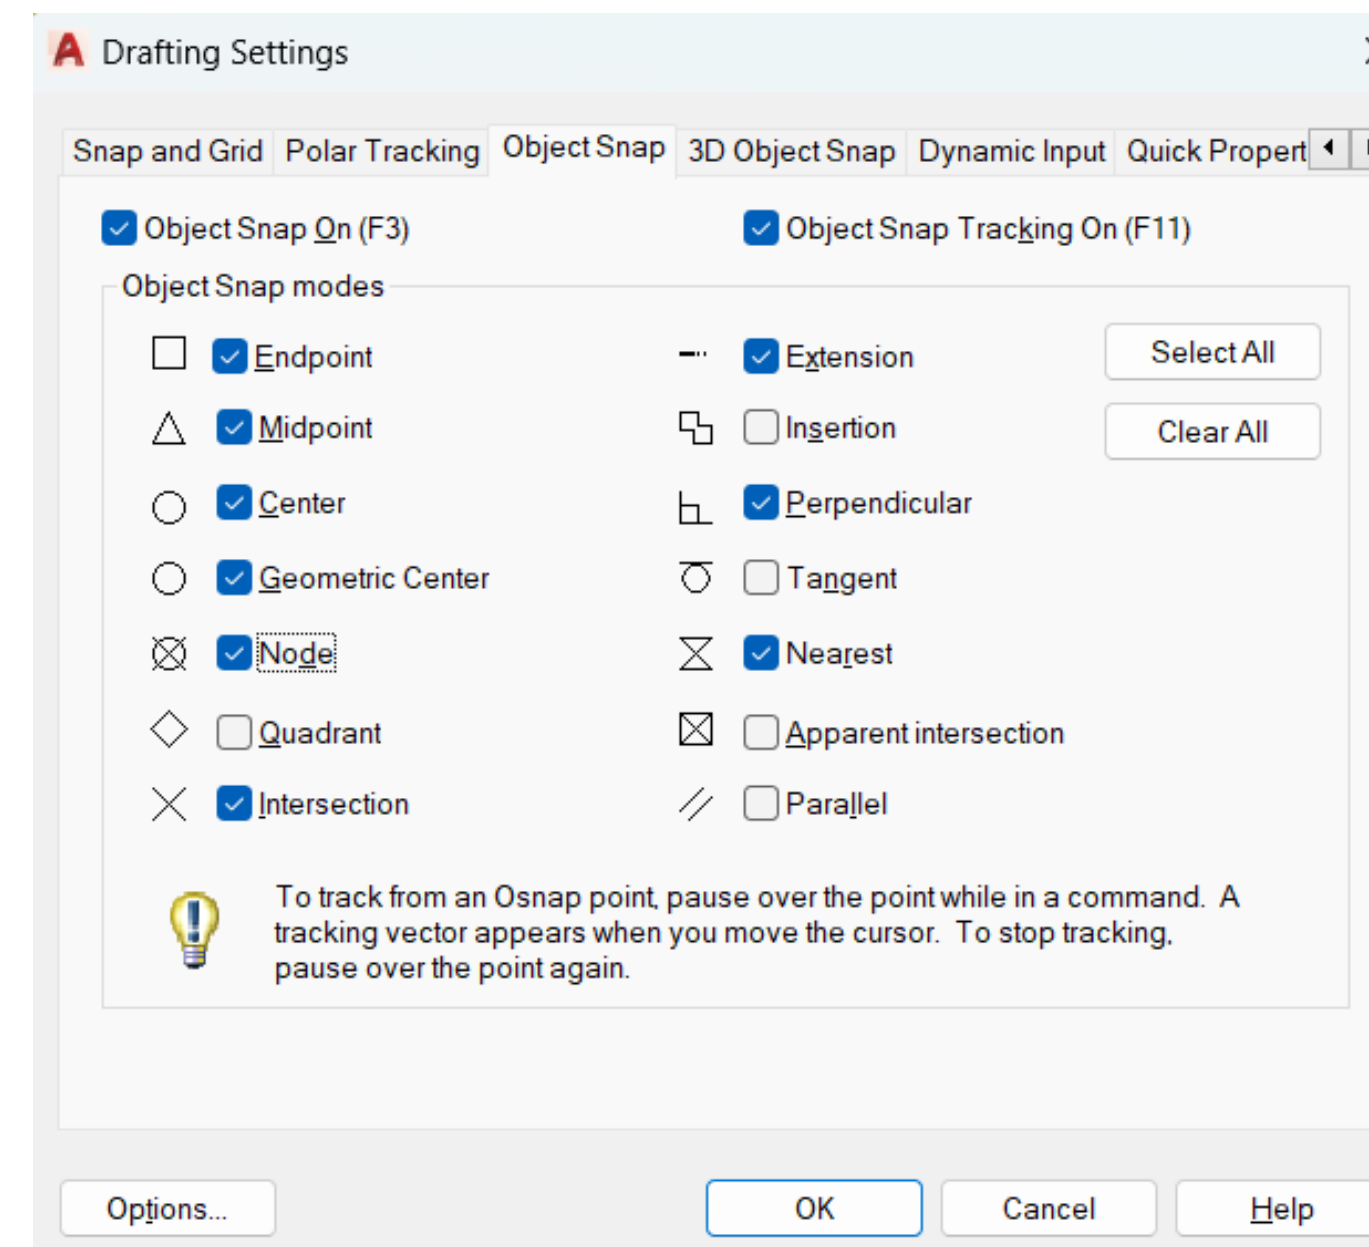 Drafting Settings
Snap and Grid Polar Tracking Object Snap 3D Object Snap Dynamic Input Quick Propert
Object Snap On (F3) Object Snap Tracking On (F11)
Object Snap modes
Endpoint Extension Select All
Midpoint Insertion Clear All
Center Perpendicular
Geometric Center Tangent
Node Nearest
Quadrant Apparent intersection
Intersection Parallel
To track from an Osnap point, pause over the point while in a command. A
tracking vector appears when you move the cursor. To stop tracking,
pause over the point again.
Options... OK Cancel Help